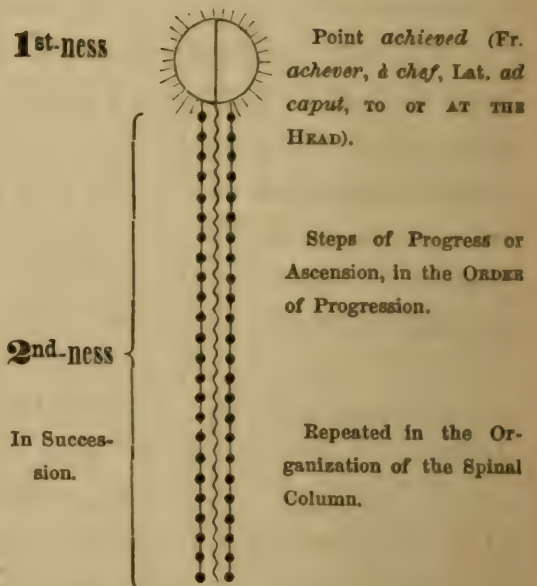 1st-ness
Point achieved (Fr.
achever, à chef, Lat. ad
caput, TO or AT THE
HEAD).
Steps of Progress or
Ascension, in the ORDER
of Progression.
2nd-ness
In Succes-
sion.
Repeated in the Or-
ganization of the Spinal
Column.